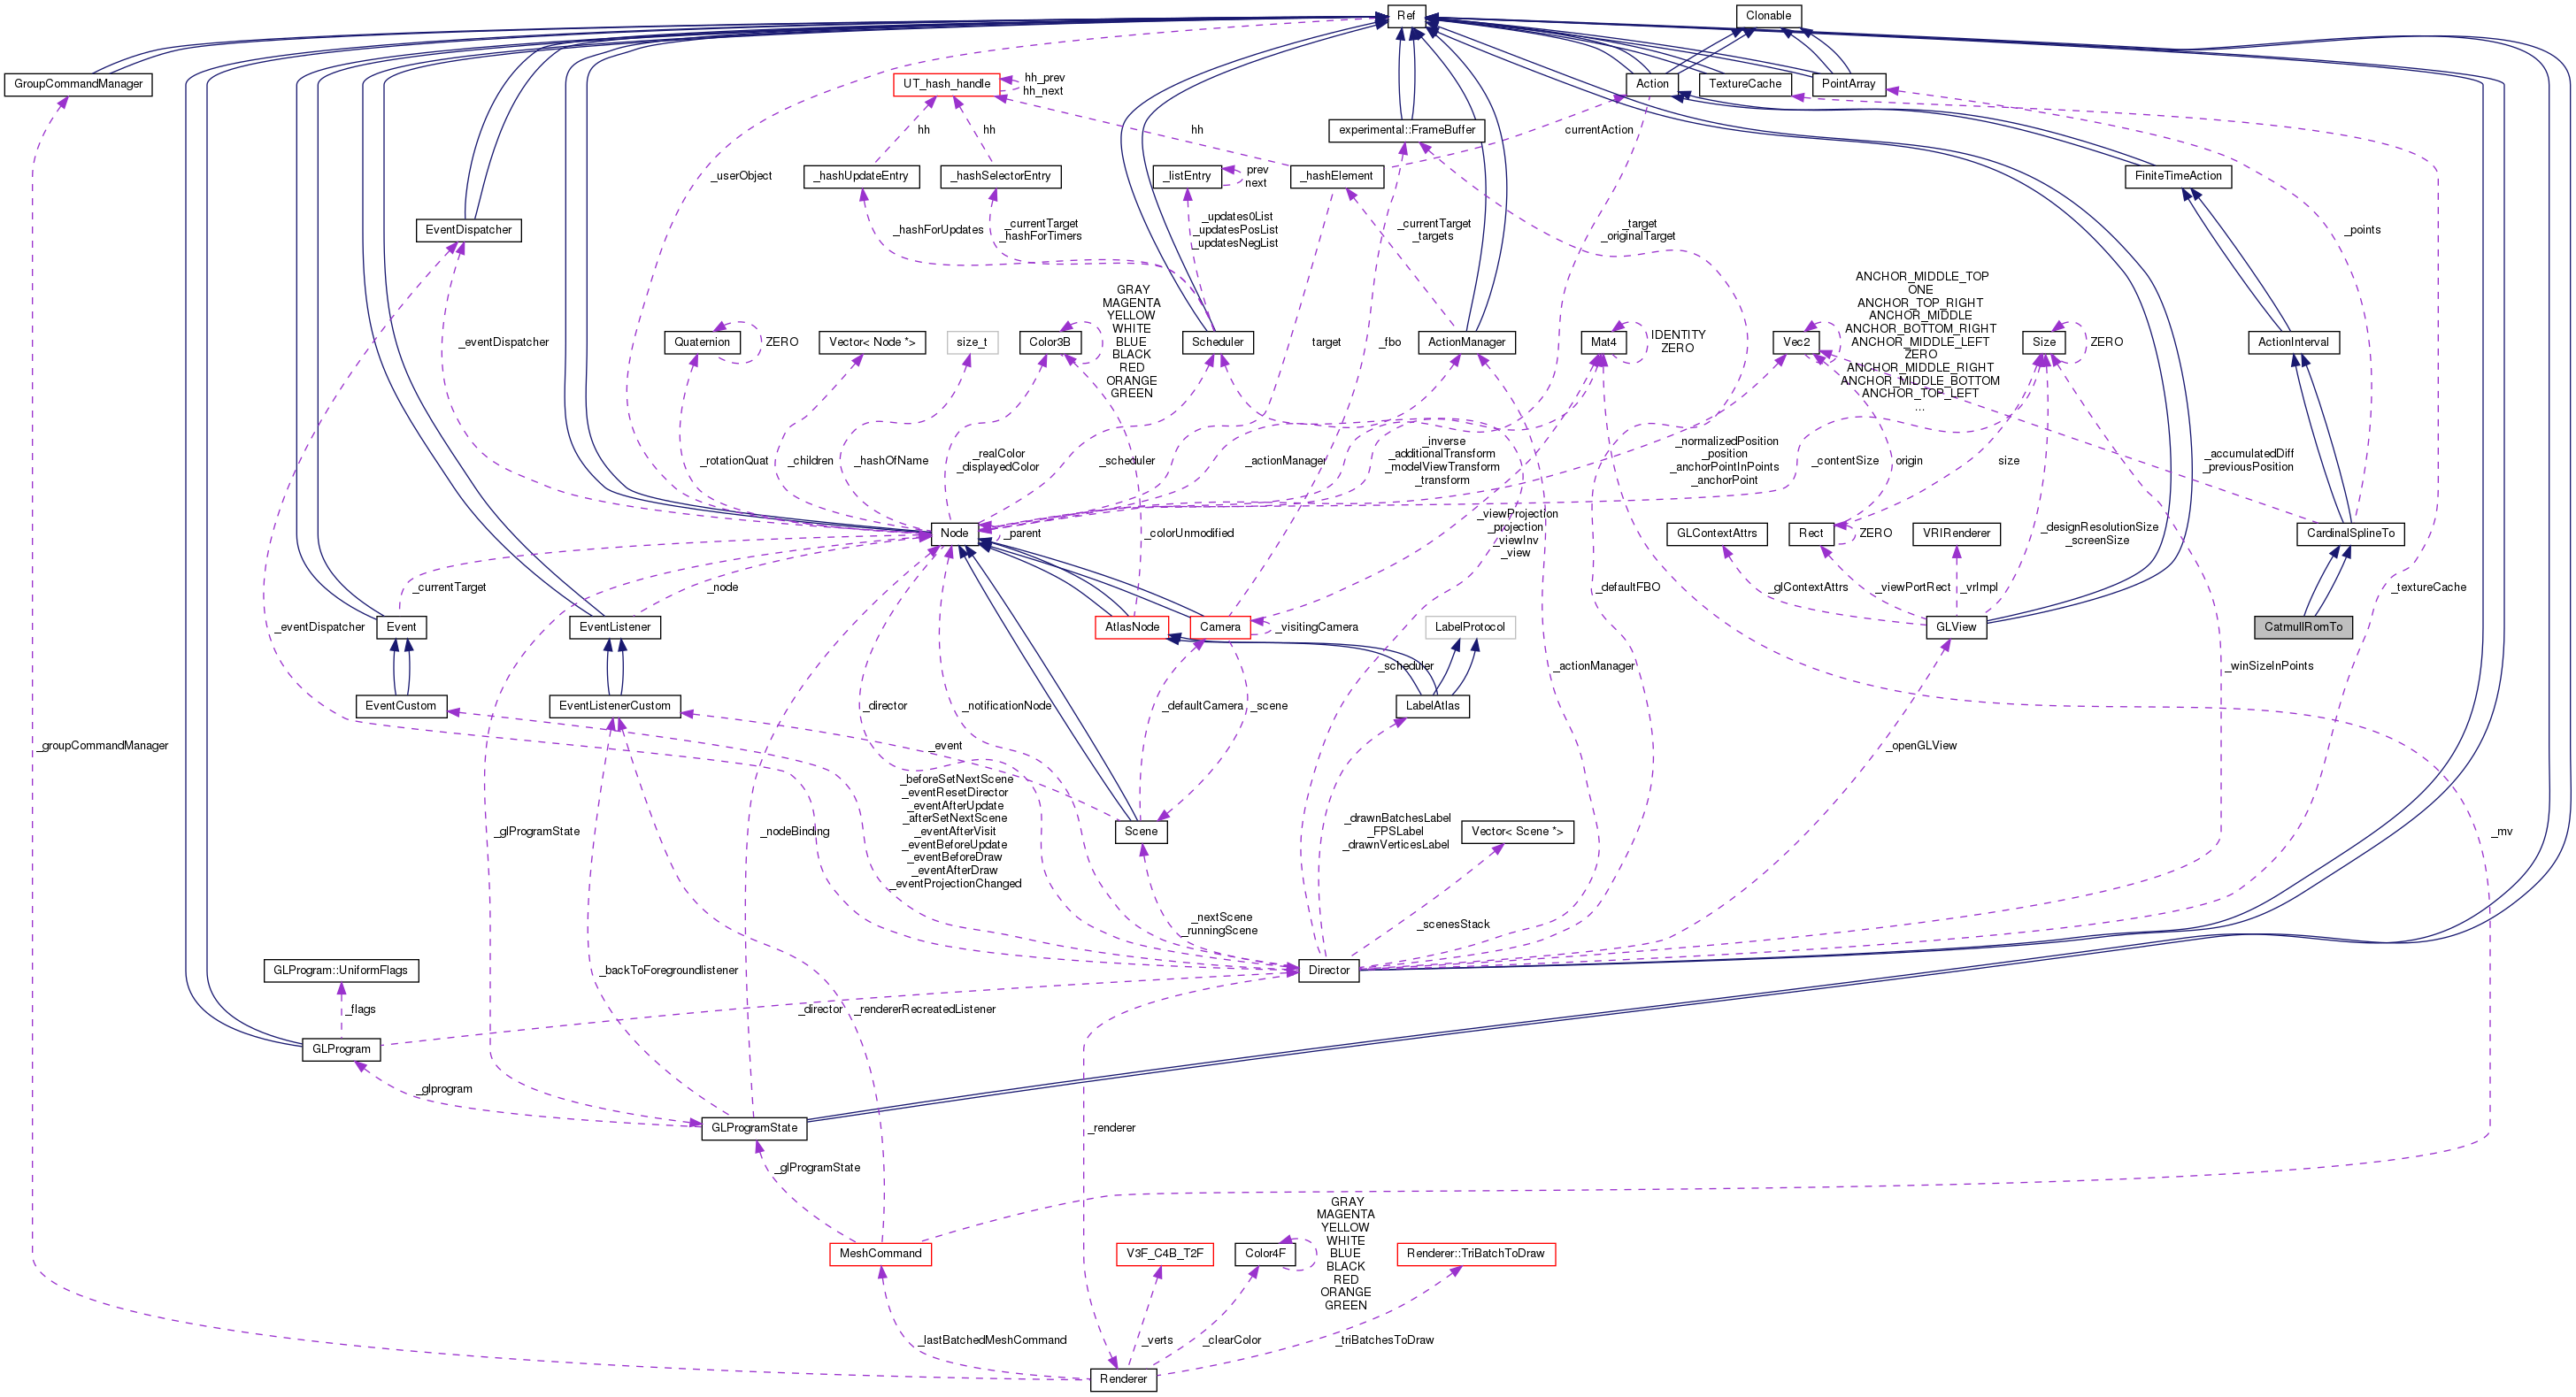 Ref
Clonable
GroupCommandManager
UT_hash_handle
hh_prev
hh_next
Action
TextureCache
PointArray
hh
hh
hh
experimental::FrameBuffer
currentAction
_userObject
_hashUpdateEntry
_hashSelectorEntry
_listEntry
prev
next
_hashElement
FiniteTimeAction
EventDispatcher
_hashForUpdates
_currentTarget
_hashForTimers
_updates0List
_updatesPosList
_updatesNegList
_currentTarget
_targets
_target
_originalTarget
_points
GRAY
MAGENTA
YELLOW
WHITE
BLUE
BLACK
RED
ORANGE
GREEN
ANCHOR_MIDDLE_TOP
ONE
ANCHOR_TOP_RIGHT
ANCHOR_MIDDLE
ANCHOR_BOTTOM_RIGHT
ANCHOR_MIDDLE_LEFT
ZERO
ANCHOR_MIDDLE_RIGHT
ANCHOR_MIDDLE_BOTTOM
ANCHOR_TOP_LEFT
...
_eventDispatcher
Quaternion
ZERO
Vector< Node *>
size_t
Color3B
Scheduler
target
_fbo
ActionManager
Mat4
IDENTITY
ZERO
Vec2
Size
ZERO
ActionInterval
_rotationQuat
_children
_hashOfName
_realColor
_displayedColor
_scheduler
_actionManager
_inverse
_additionalTransform
_modelViewTransform
_transform
_normalizedPosition
_position
_anchorPointInPoints
_anchorPoint
_contentSize
origin
size
_accumulatedDiff
_previousPosition
Node
_parent
_colorUnmodified
_viewProjection
_projection
_viewInv
_view
GLContextAttrs
Rect
ZERO
VRIRenderer
_designResolutionSize
_screenSize
CardinalSplineTo
_currentTarget
_node
_defaultFBO
_glContextAttrs
_viewPortRect
_vrImpl
_textureCache
_eventDispatcher
Event
EventListener
AtlasNode
Camera
_visitingCamera
LabelProtocol
GLView
CatmullRomTo
_scheduler
_actionManager
_winSizeInPoints
EventCustom
EventListenerCustom
_director
_notificationNode
_defaultCamera
_scene
LabelAtlas
_groupCommandManager
_event
_openGLView
_beforeSetNextScene
_eventResetDirector
_eventAfterUpdate
_afterSetNextScene
_eventAfterVisit
_eventBeforeUpdate
_eventBeforeDraw
_eventAfterDraw
_eventProjectionChanged
_glProgramState
_nodeBinding
Scene
_drawnBatchesLabel
_FPSLabel
_drawnVerticesLabel
Vector< Scene *>
_mv
_nextScene
_runningScene
_scenesStack
GLProgram::UniformFlags
_backToForegroundlistener
Director
_flags
_director
_rendererRecreatedListener
GLProgram
_glprogram
GLProgramState
_renderer
_glProgramState
GRAY
MAGENTA
YELLOW
WHITE
BLUE
BLACK
RED
ORANGE
GREEN
MeshCommand
V3F_C4B_T2F
Color4F
Renderer::TriBatchToDraw
_lastBatchedMeshCommand
_verts
_clearColor
_triBatchesToDraw
Renderer